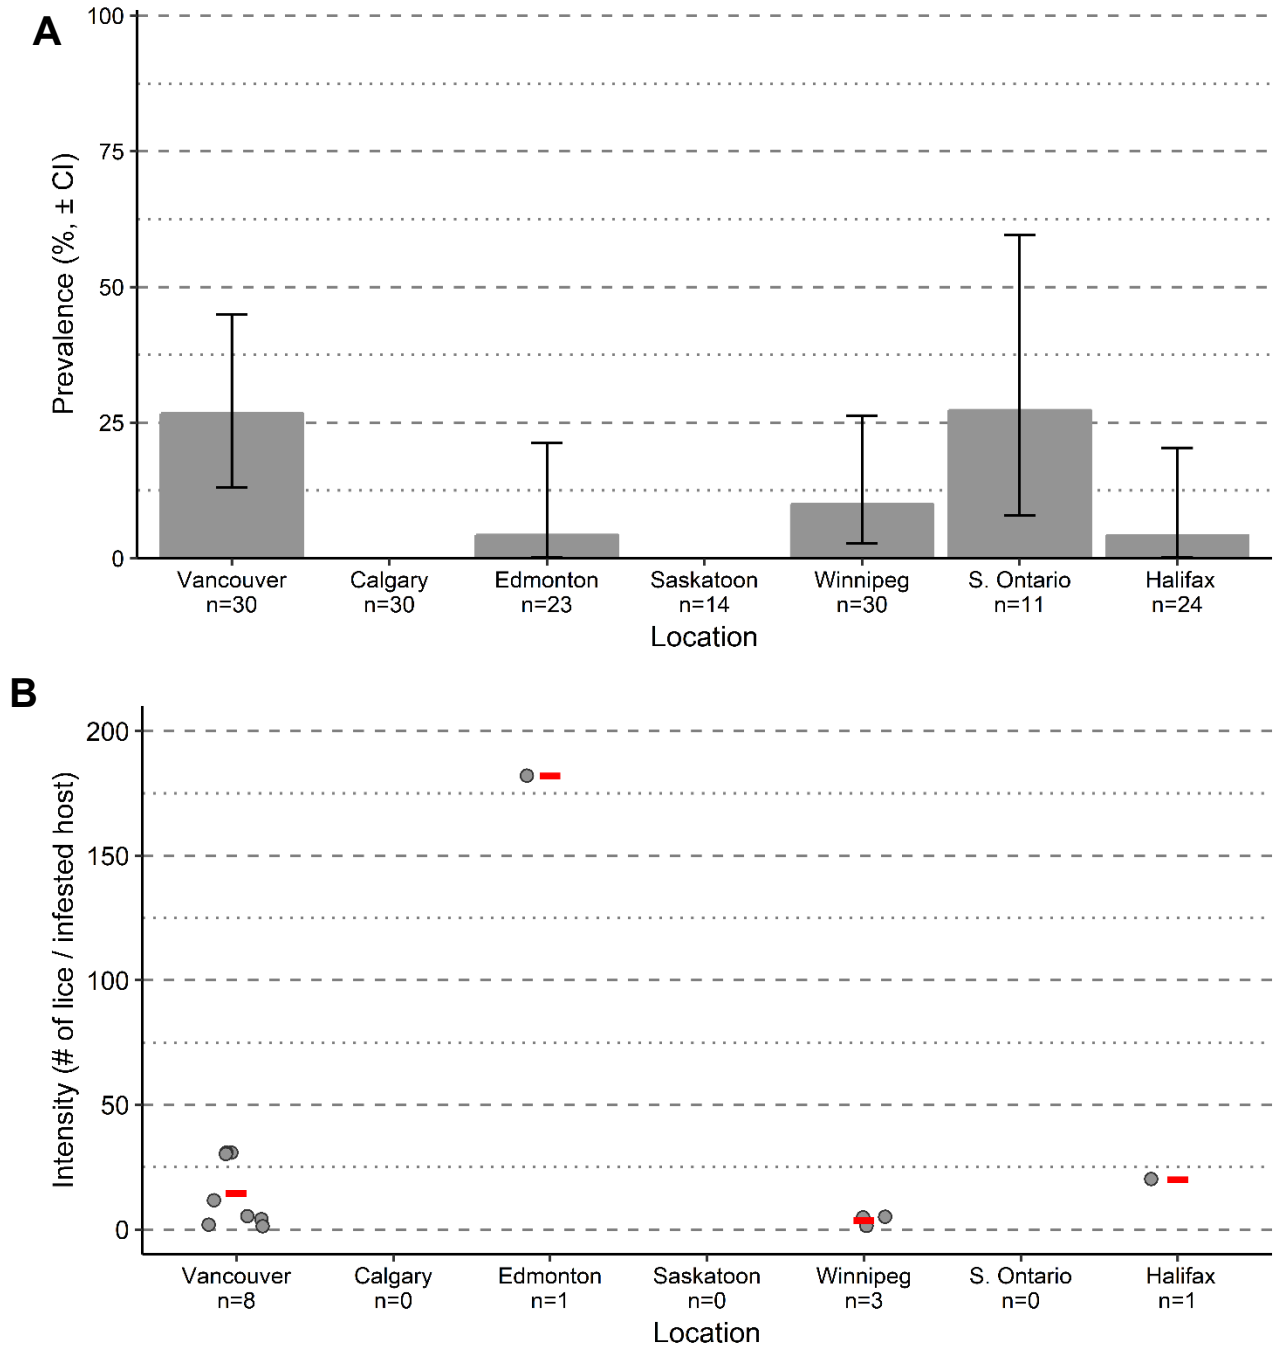 A
100
75
50
25
0
Prevalence (%, ± CI)
Vancouver Calgary Edmonton Saskatoon Winnipeg S. Ontario Halifax
n=30 n=30 n=23 n=14 n=30 n=11 n=24
Location
B
200
150
100
50
0
Intensity (# of lice / infested host)
Vancouver Calgary Edmonton Saskatoon Winnipeg S. Ontario Halifax
n=8 n=0 n=1 n=0 n=3 n=0 n=1
Location